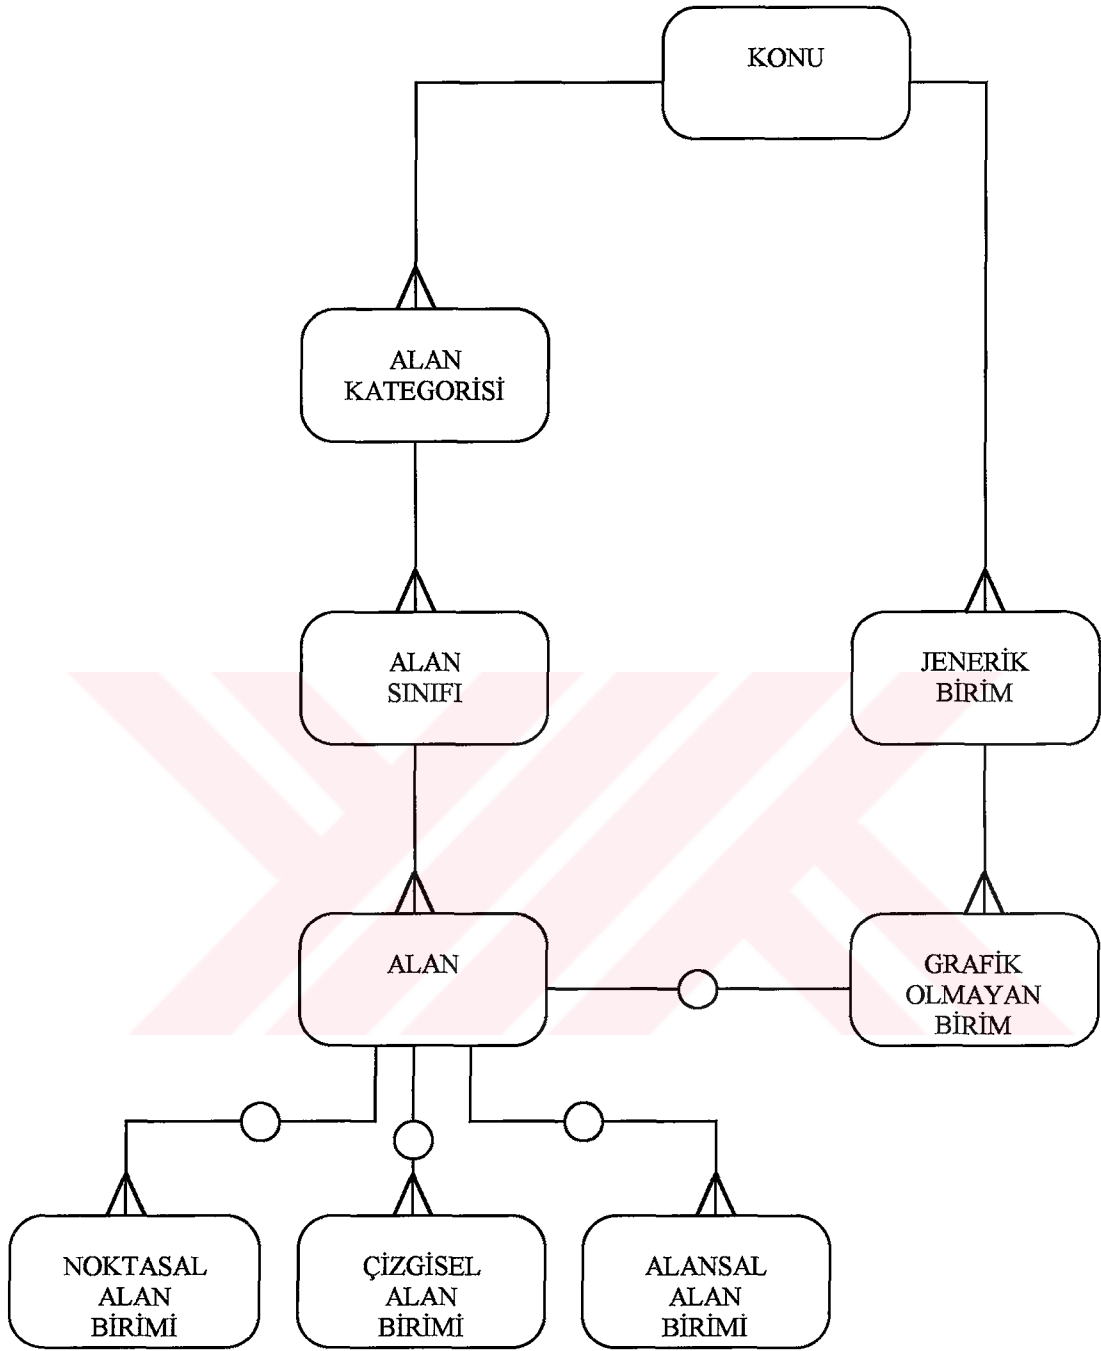 KONU
ALAN
KATEGORİSİ
ALAN
SINIFI
JENERİK
BİRİM
ALAN
GRAFİK
OLMAYAN
BİRİM
NOKTASAL
ALAN
BİRİMİ
ÇİZGİSEL
ALAN
BİRİMİ
ALANSAL
ALAN
BİRİMİ